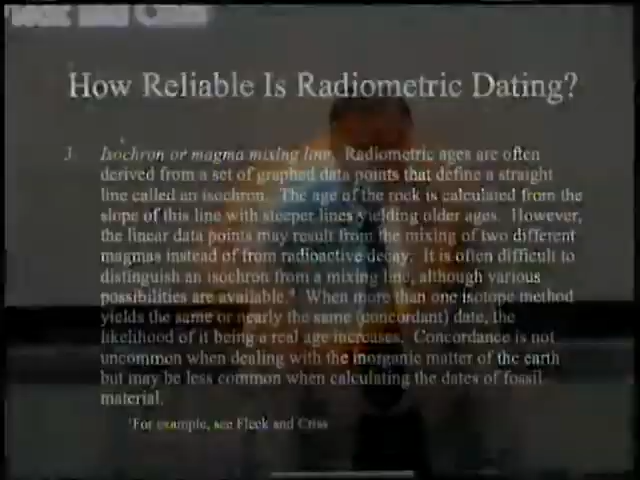 How Reliable Is Radiometric Dating?
3. Isochron or magma mixing line. Radiometric ages are often
derived from a set of graphed data points that define a straight
line called an isochron. The age of the rock is calculated from the
slope of this line with steeper lines yielding older ages. However,
the linear data points may result from the mixing of two different
magmas instead of from radioactive decay. It is often difficult to
distinguish an isochron from a mixing line, although various
possibilities are available.* When more than one isotope method
yields the same or nearly the same (concordant) date, the
likelihood of it being a real age increases. Concordance is not
uncommon when dealing with the inorganic matter of the earth
but may be less common when calculating the dates of fossil
material.
*For example, see Fleck and Criss